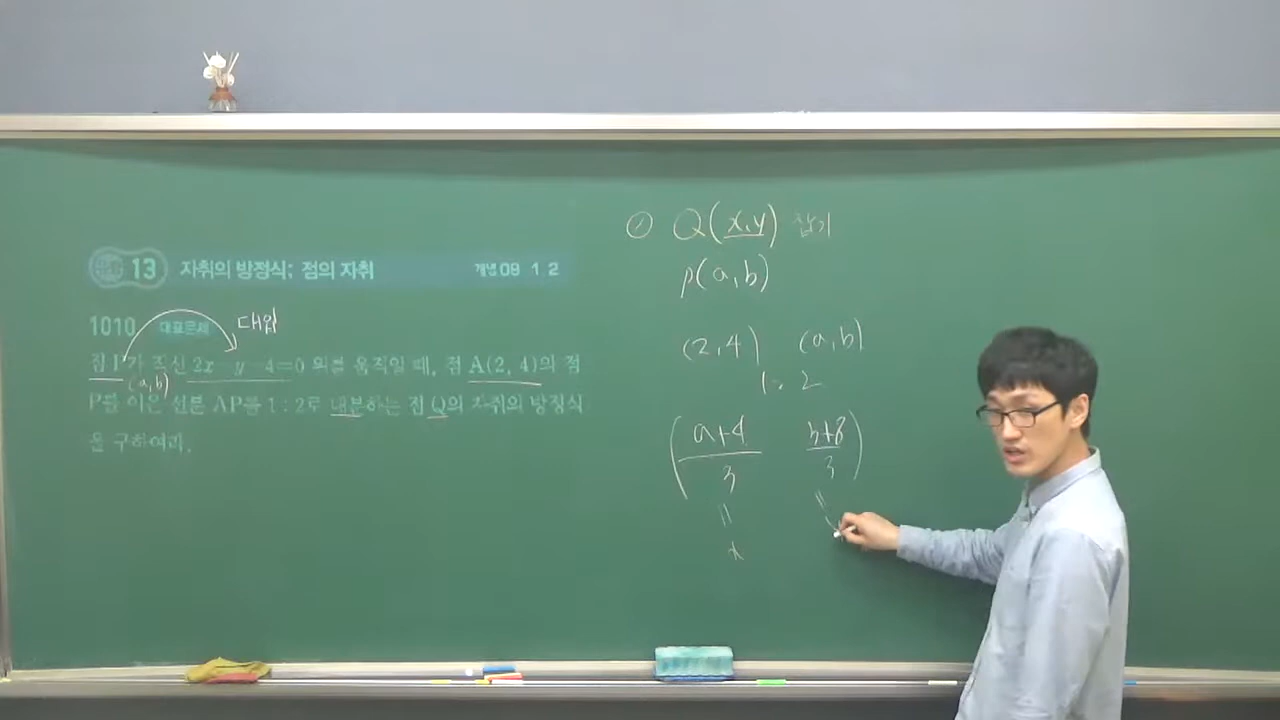 13 자취의 방정식: 점의 자취 개념 09 1 2
1010 대표문제 대입
점 P가 직선 2x-y-4=0 위를 움직일 때, 점 A(2, 4)와 점
(a,b)
P를 이은 선분 AP를 1 : 2로 내분하는 점 Q의 자취의 방정식
을 구하여라.
① Q(x,y) 잡기
P(a,b)
(2,4) (a,b)
1: 2
(a+4/3 b+8/3)
= =
x